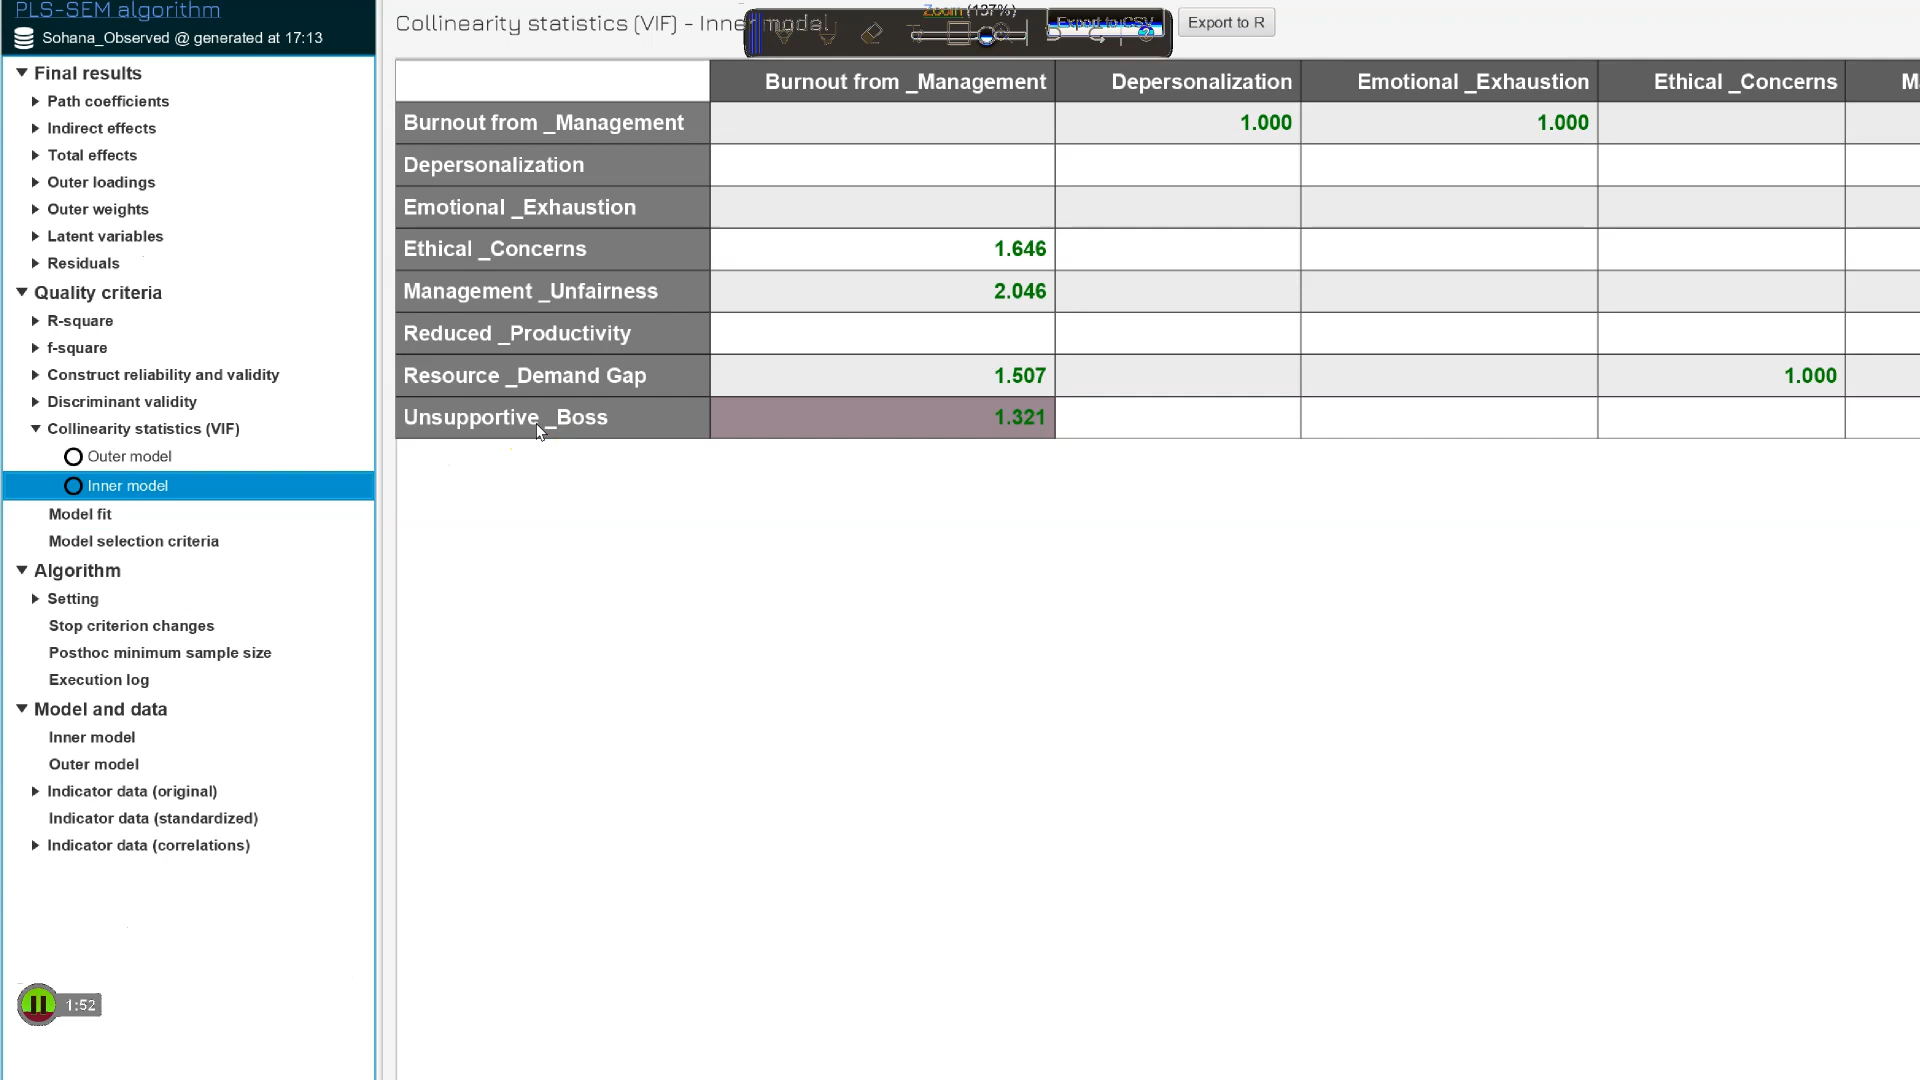 PLS-SEM algorithm
Sohana_Observed @ generated at 17:13
Final results
Path coefficients
Indirect effects
Total effects
Outer loadings
Outer weights
Latent variables
Residuals
Quality criteria
R-square
f-square
Construct reliability and validity
Discriminant validity
Collinearity statistics (VIF)
Outer model
Inner model
Model fit
Model selection criteria
Algorithm
Setting
Stop criterion changes
Posthoc minimum sample size
Execution log
Model and data
Inner model
Outer model
Indicator data (original)
Indicator data (standardized)
Indicator data (correlations)
1:52
Collinearity statistics (VIF) - Inner model
Zoom (137%)
Export to CSV
Export to R
Burnout from _Management Depersonalization Emotional _Exhaustion Ethical _Concerns M
Burnout from _Management 1.000 1.000
Depersonalization
Emotional _Exhaustion
Ethical _Concerns 1.646
Management _Unfairness 2.046
Reduced _Productivity
Resource _Demand Gap 1.507 1.000
Unsupportive _Boss 1.321